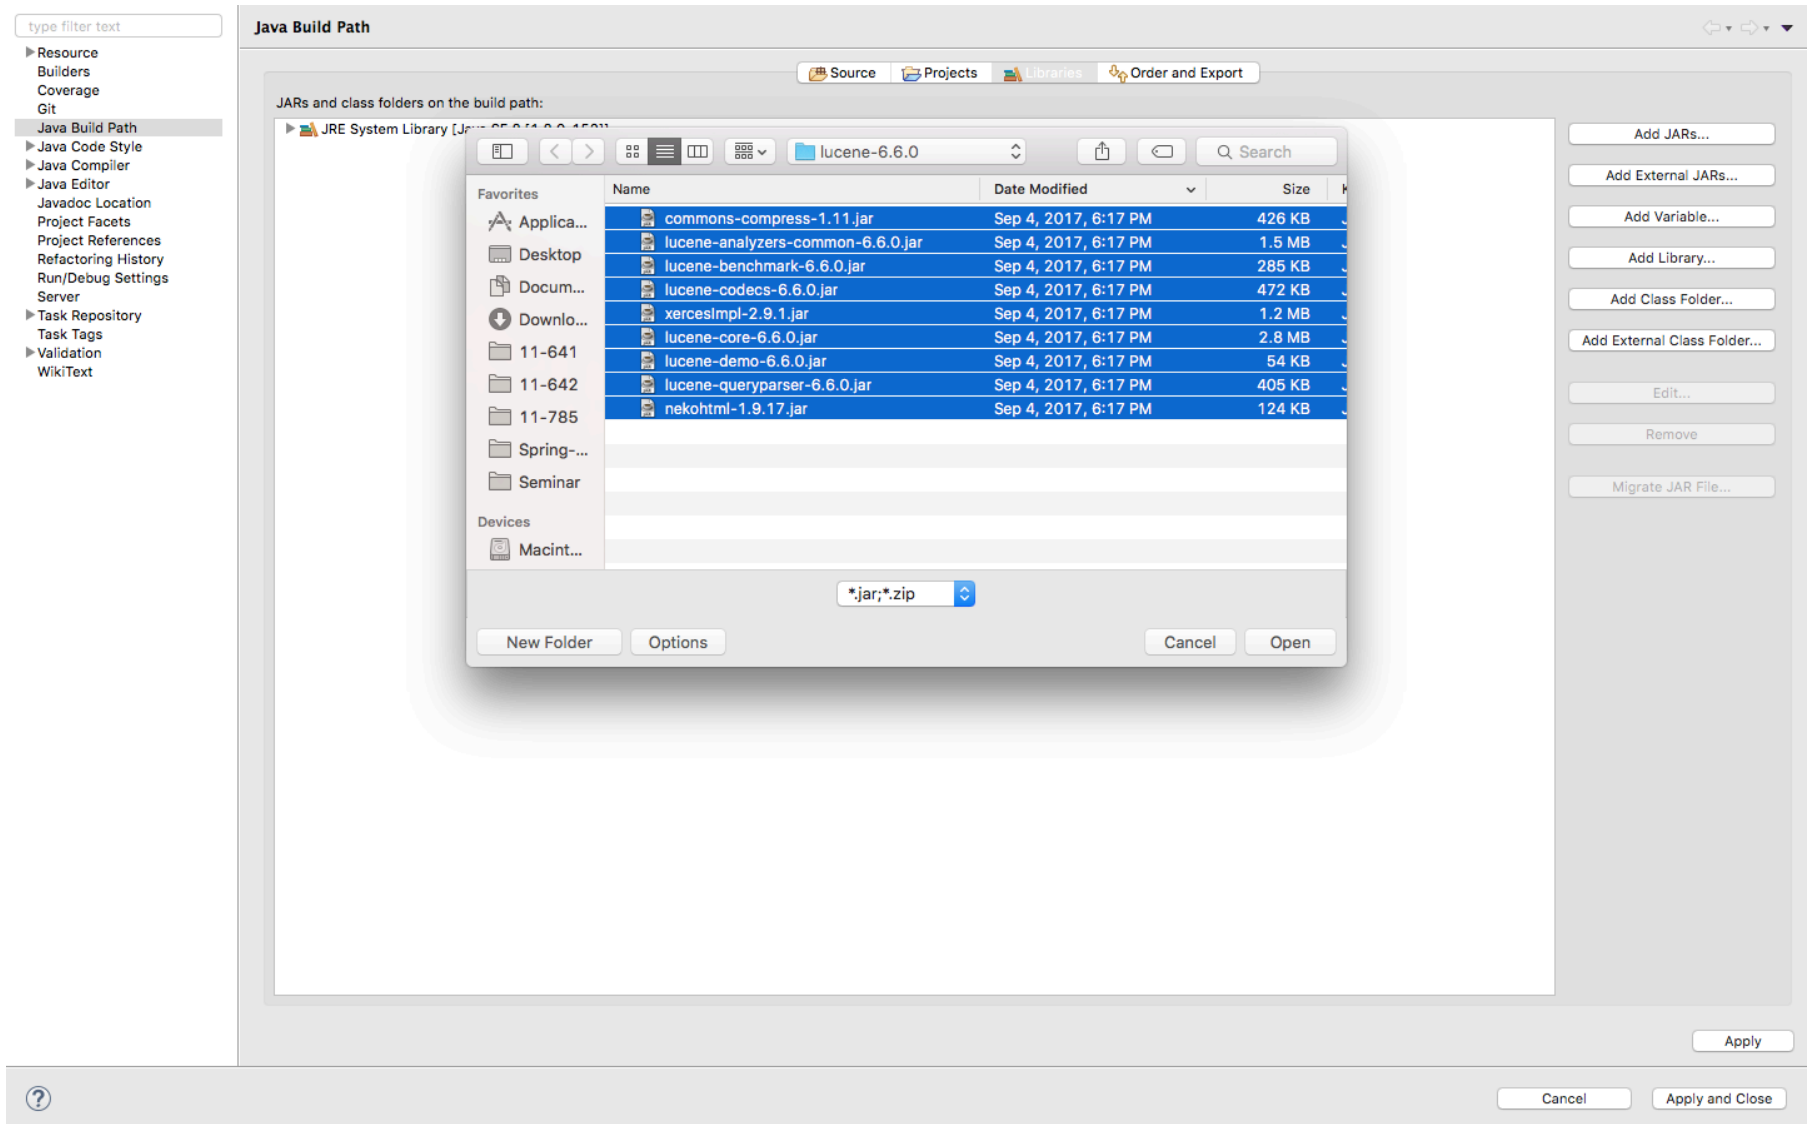 type filter text
Resource
Builders
Coverage
Git
Java Build Path
Java Code Style
Java Compiler
Java Editor
Javadoc Location
Project Facets
Project References
Refactoring History
Run/Debug Settings
Server
Task Repository
Task Tags
Validation
WikiText
Java Build Path
Source Projects Libraries Order and Export
JARs and class folders on the build path:
JRE System Library
lucene-6.6.0
Search
Favorites
Applica...
Desktop
Docum...
Downlo...
11-641
11-642
11-785
Spring-...
Seminar
Devices
Macint...
Name Date Modified Size
commons-compress-1.11.jar Sep 4, 2017, 6:17 PM 426 KB
lucene-analyzers-common-6.6.0.jar Sep 4, 2017, 6:17 PM 1.5 MB
lucene-benchmark-6.6.0.jar Sep 4, 2017, 6:17 PM 285 KB
lucene-codecs-6.6.0.jar Sep 4, 2017, 6:17 PM 472 KB
xercesImpl-2.9.1.jar Sep 4, 2017, 6:17 PM 1.2 MB
lucene-core-6.6.0.jar Sep 4, 2017, 6:17 PM 2.8 MB
lucene-demo-6.6.0.jar Sep 4, 2017, 6:17 PM 54 KB
lucene-queryparser-6.6.0.jar Sep 4, 2017, 6:17 PM 405 KB
nekohtml-1.9.17.jar Sep 4, 2017, 6:17 PM 124 KB
*.jar;*.zip
New Folder Options Cancel Open
Add JARs...
Add External JARs...
Add Variable...
Add Library...
Add Class Folder...
Add External Class Folder...
Edit...
Remove
Migrate JAR File...
Apply
?
Cancel Apply and Close